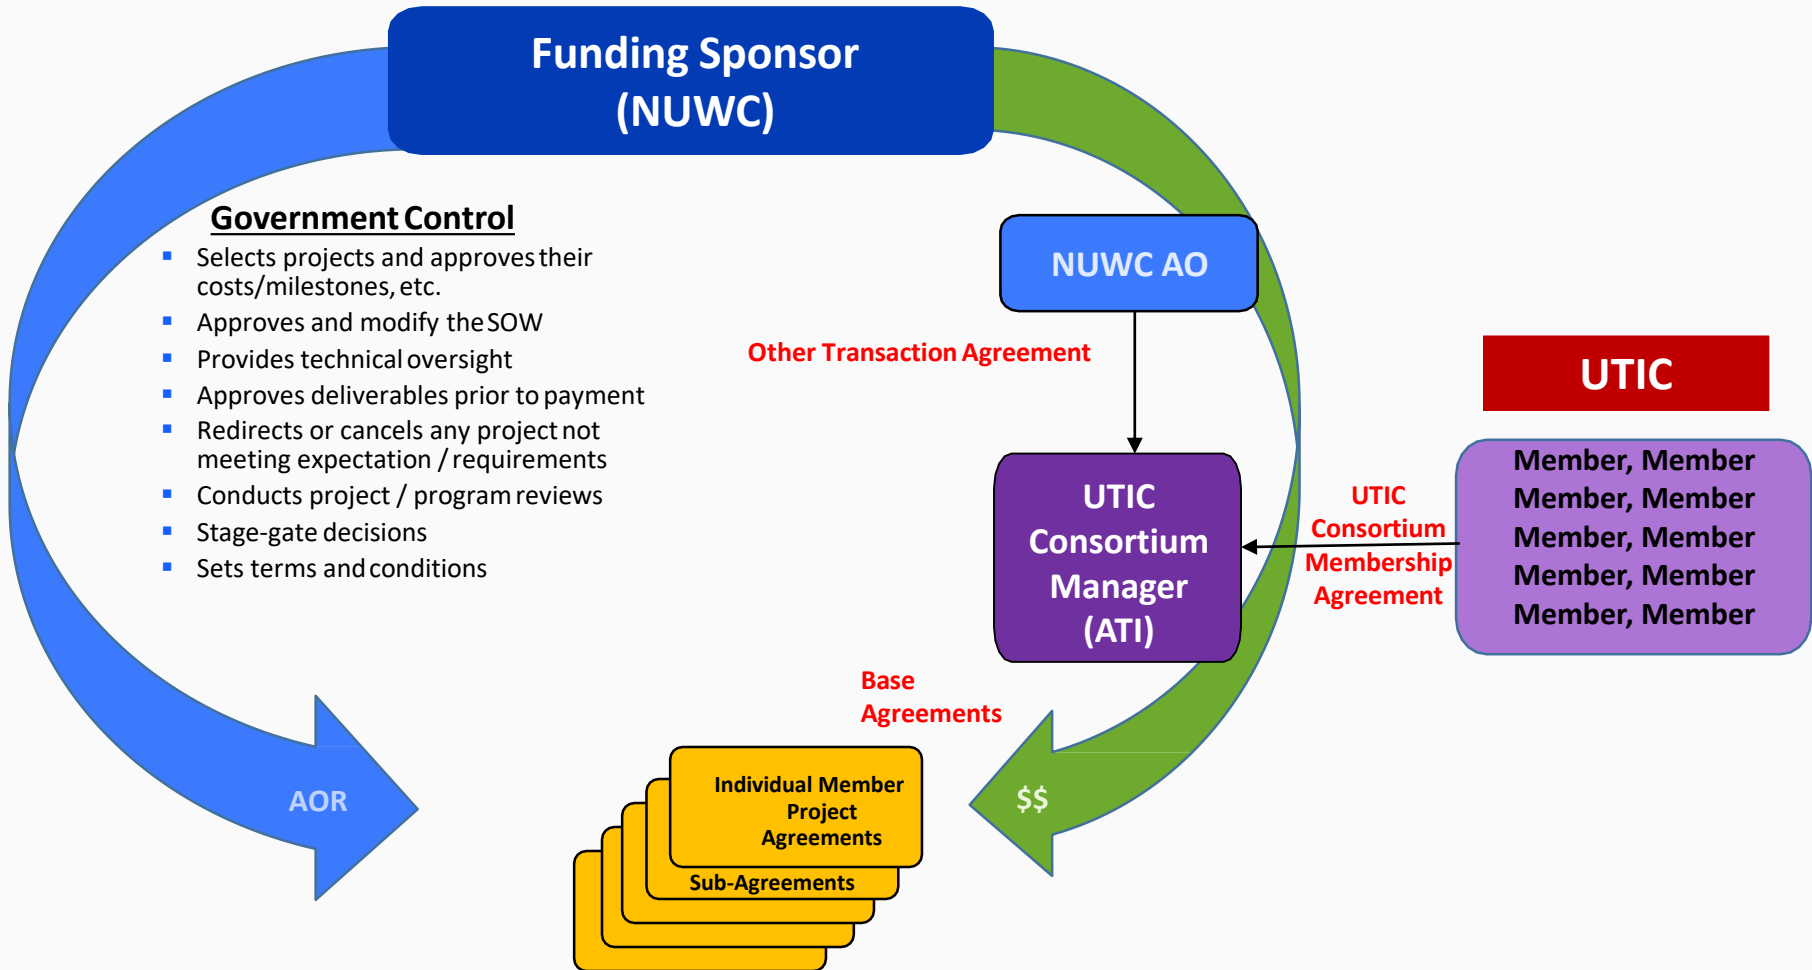 Funding Sponsor
(NUWC)
Government Control
▪ Selects projects and approves their
costs/milestones, etc.
▪ Approves and modify the SOW
▪ Provides technical oversight
▪ Approves deliverables prior to payment
▪ Redirects or cancels any project not
meeting expectation / requirements
▪ Conducts project / program reviews
▪ Stage-gate decisions
▪ Sets terms and conditions
NUWC AO
Other Transaction Agreement
UTIC
Consortium
Manager
(ATI)
UTIC
Consortium
Membership
Agreement
UTIC
Member, Member
Member, Member
Member, Member
Member, Member
Member, Member
Base
Agreements
AOR
Individual Member
Project
Agreements
Sub-Agreements
$$